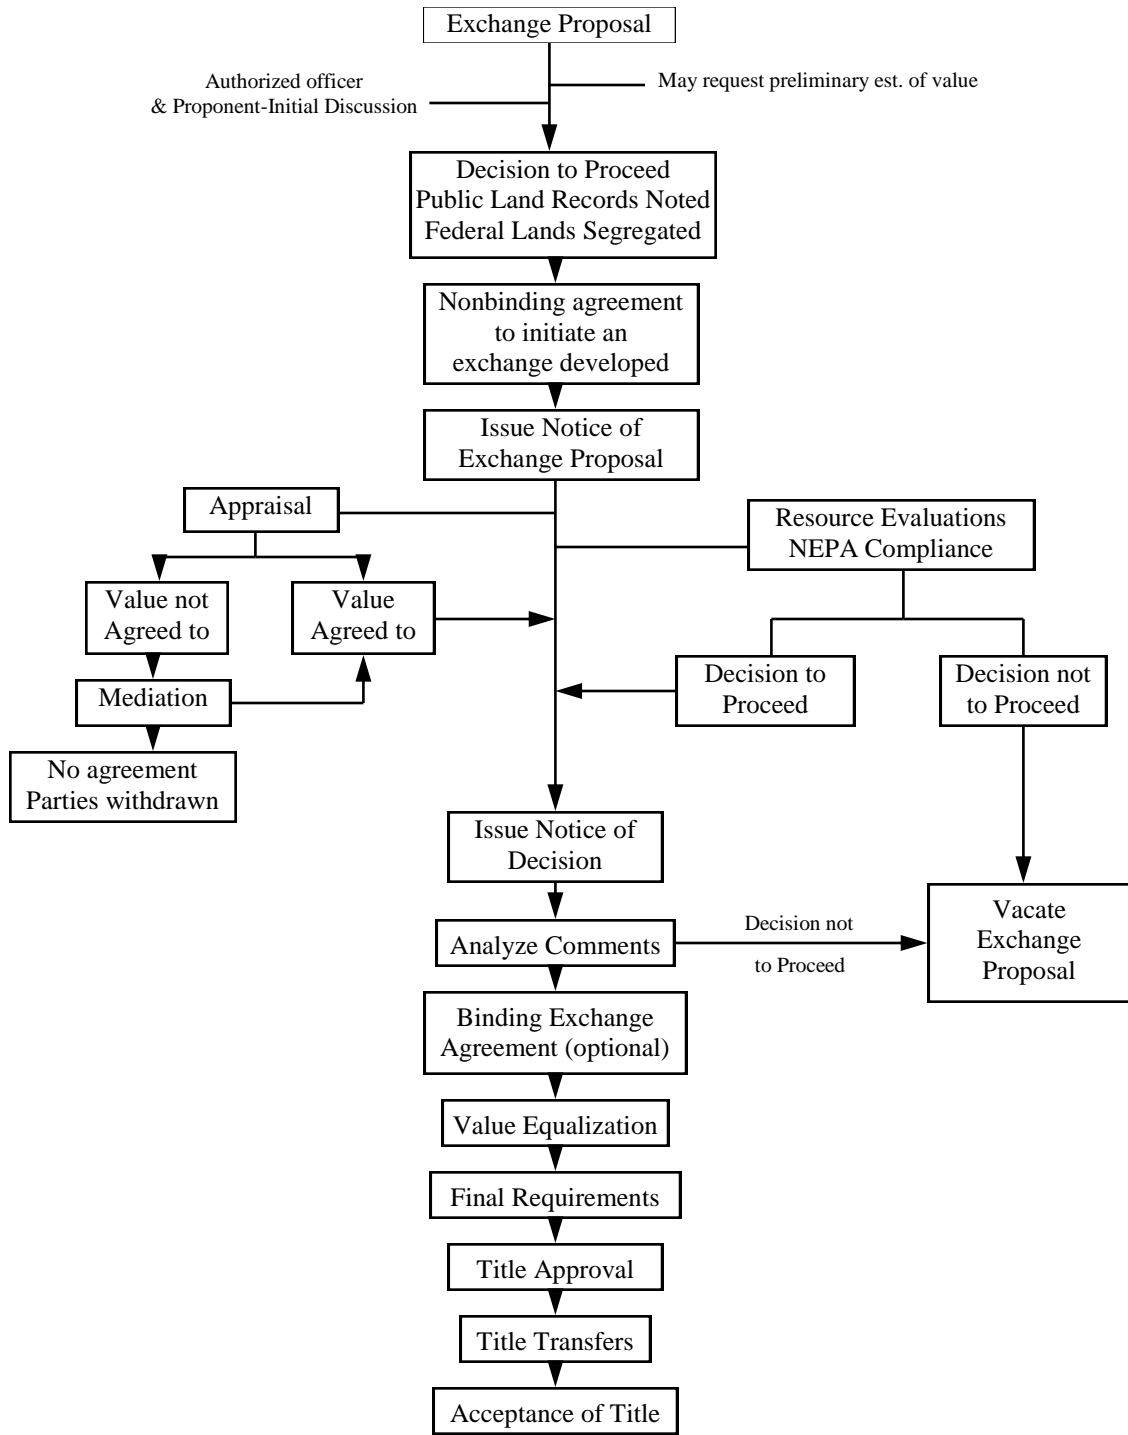 Exchange Proposal
Authorized officer
& Proponent-Initial Discussion
May request preliminary est. of value
Decision to Proceed
Public Land Records Noted
Federal Lands Segregated
Nonbinding agreement
to initiate an
exchange developed
Issue Notice of
Exchange Proposal
Appraisal
Resource Evaluations
NEPA Compliance
Value not
Agreed to
Value
Agreed to
Mediation
Decision to
Proceed
Decision not
to Proceed
No agreement
Parties withdrawn
Issue Notice of
Decision
Analyze Comments
Decision not
to Proceed
Vacate
Exchange
Proposal
Binding Exchange
Agreement (optional)
Value Equalization
Final Requirements
Title Approval
Title Transfers
Acceptance of Title